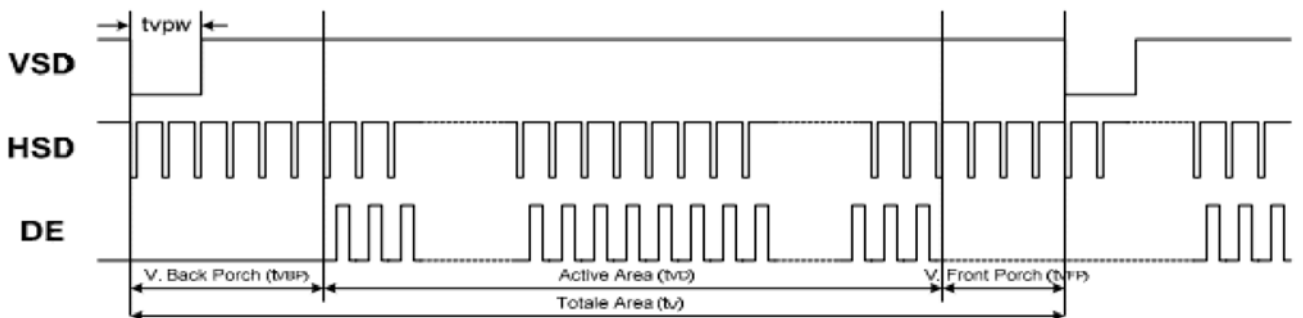 tvpw
VSD
HSD
DE
V. Back Porch (tVBP) Active Area (tVD) V. Front Porch (tVFP)
Totale Area (tv)